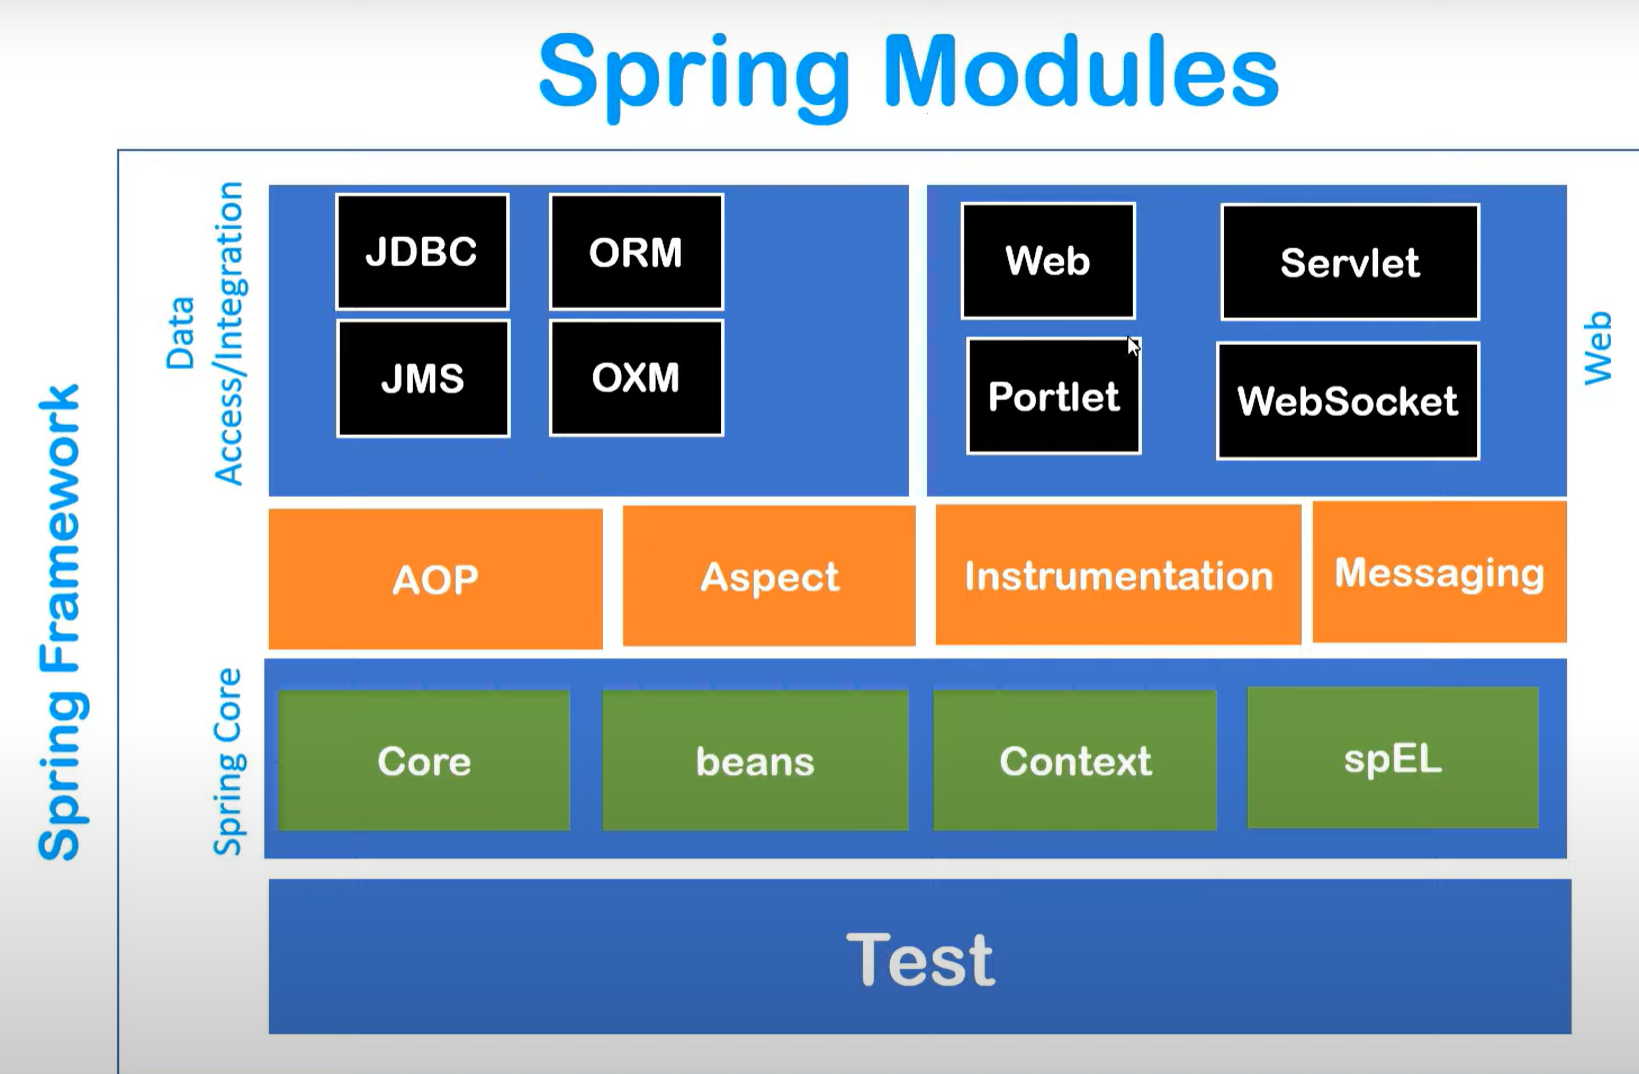 Spring Modules
Spring Framework
Data
Access/Integration
JDBC
ORM
JMS
OXM
Web
Servlet
Portlet
WebSocket
Web
AOP
Aspect
Instrumentation
Messaging
Spring Core
Core
beans
Context
spEL
Test